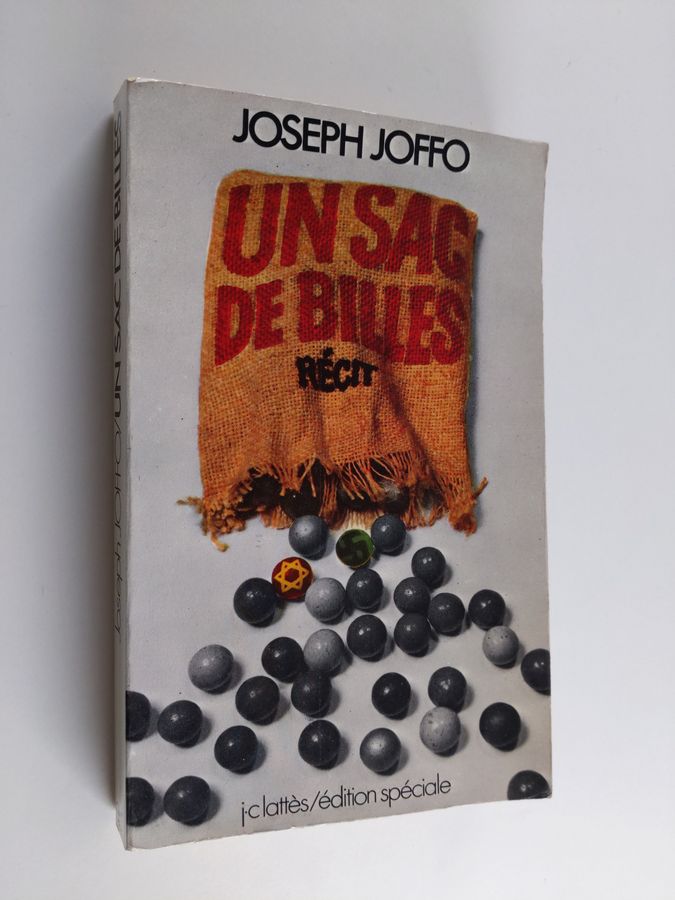 JOSEPH JOFFO
UN SAC
DE BILLES
RÉCIT
j·c lattès/édition spéciale
Joseph JOFFO/UN SAC DE BILLES